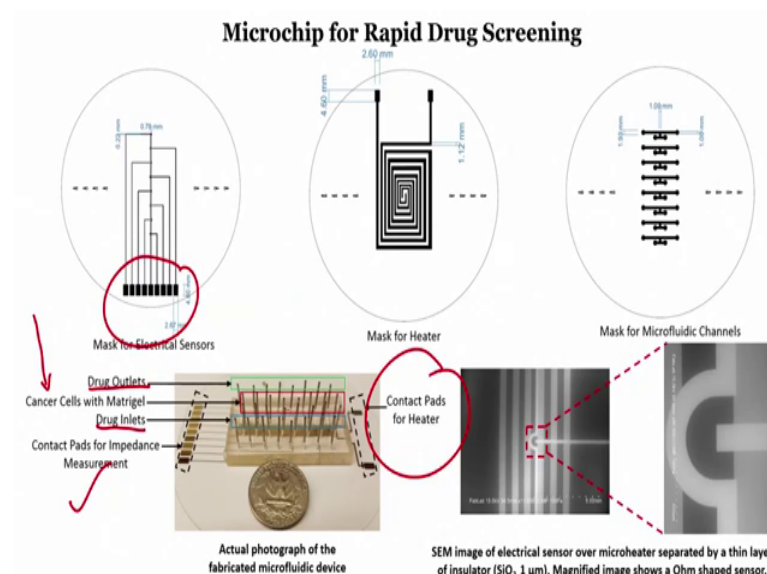 Microchip for Rapid Drug Screening
2.60 mm
4.60 mm
1.12 mm
0.78 mm
1.08 mm
Mask for Electrical Sensors
Mask for Heater
Mask for Microfluidic Channels
Drug Outlets
Cancer Cells with Matrigel
Drug Inlets
Contact Pads for Impedance
Measurement
Contact Pads
for Heater
Actual photograph of the
fabricated microfluidic device
SEM image of electrical sensor over microheater separated by a thin laye
of insulator (SiO₂ 1 μm). Magnified image shows a Ohm shaped sensor.